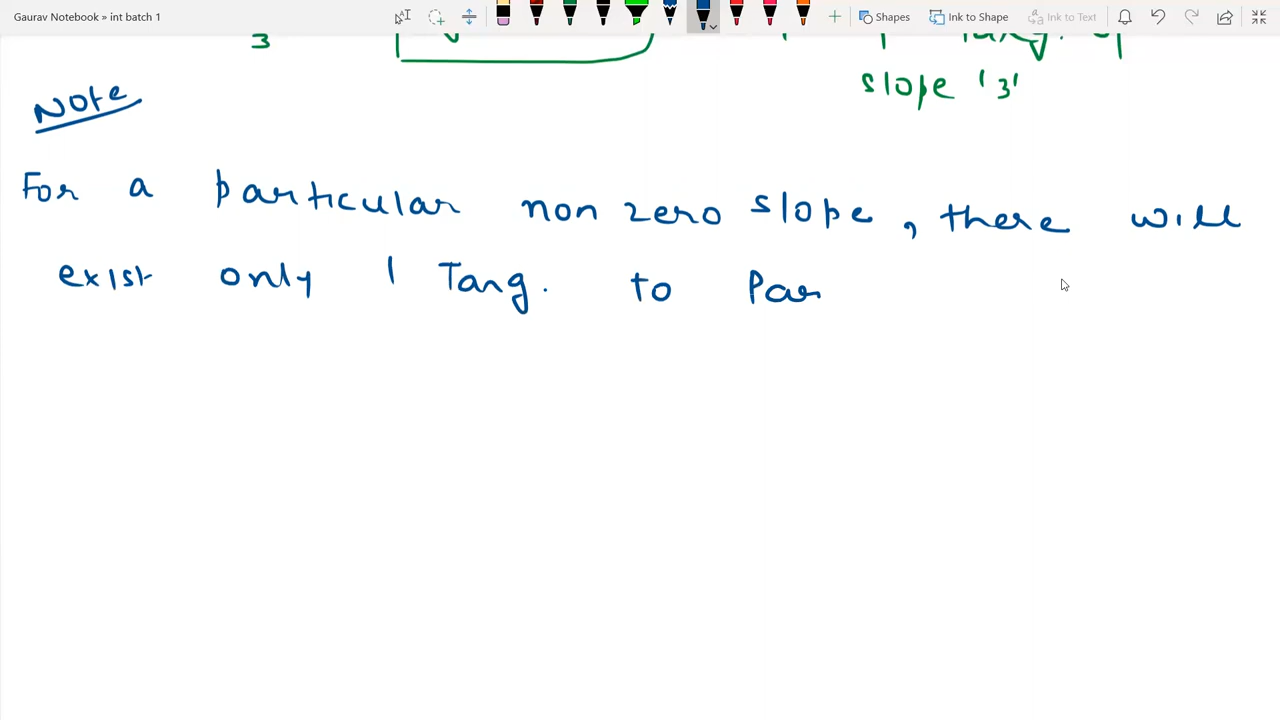 Gaurav Notebook » int batch 1
Shapes
Ink to Shape
Ink to Text
3
slope '3'
Note
For a particular non zero slope, there will
exist only 1 Tang. to Par